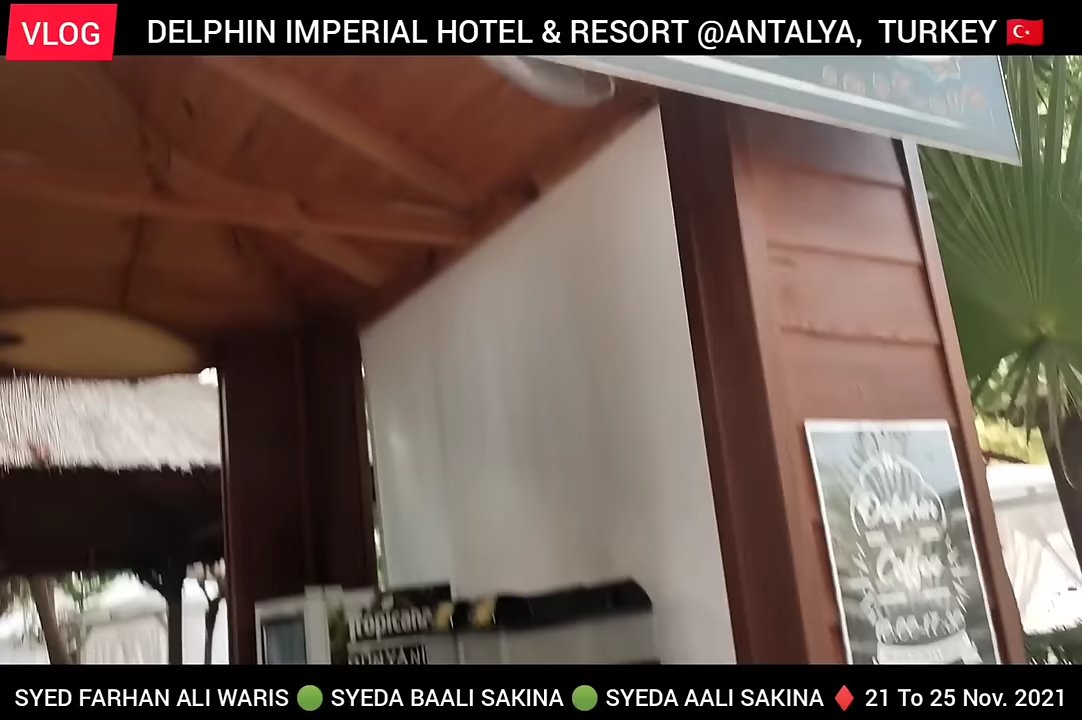 VLOG
DELPHIN IMPERIAL HOTEL & RESORT @ANTALYA, TURKEY
Tropicana
Delphin
Coffee
SYED FARHAN ALI WARIS 🟢 SYEDA BAALI SAKINA 🟢 SYEDA AALI SAKINA ♦️ 21 To 25 Nov. 2021